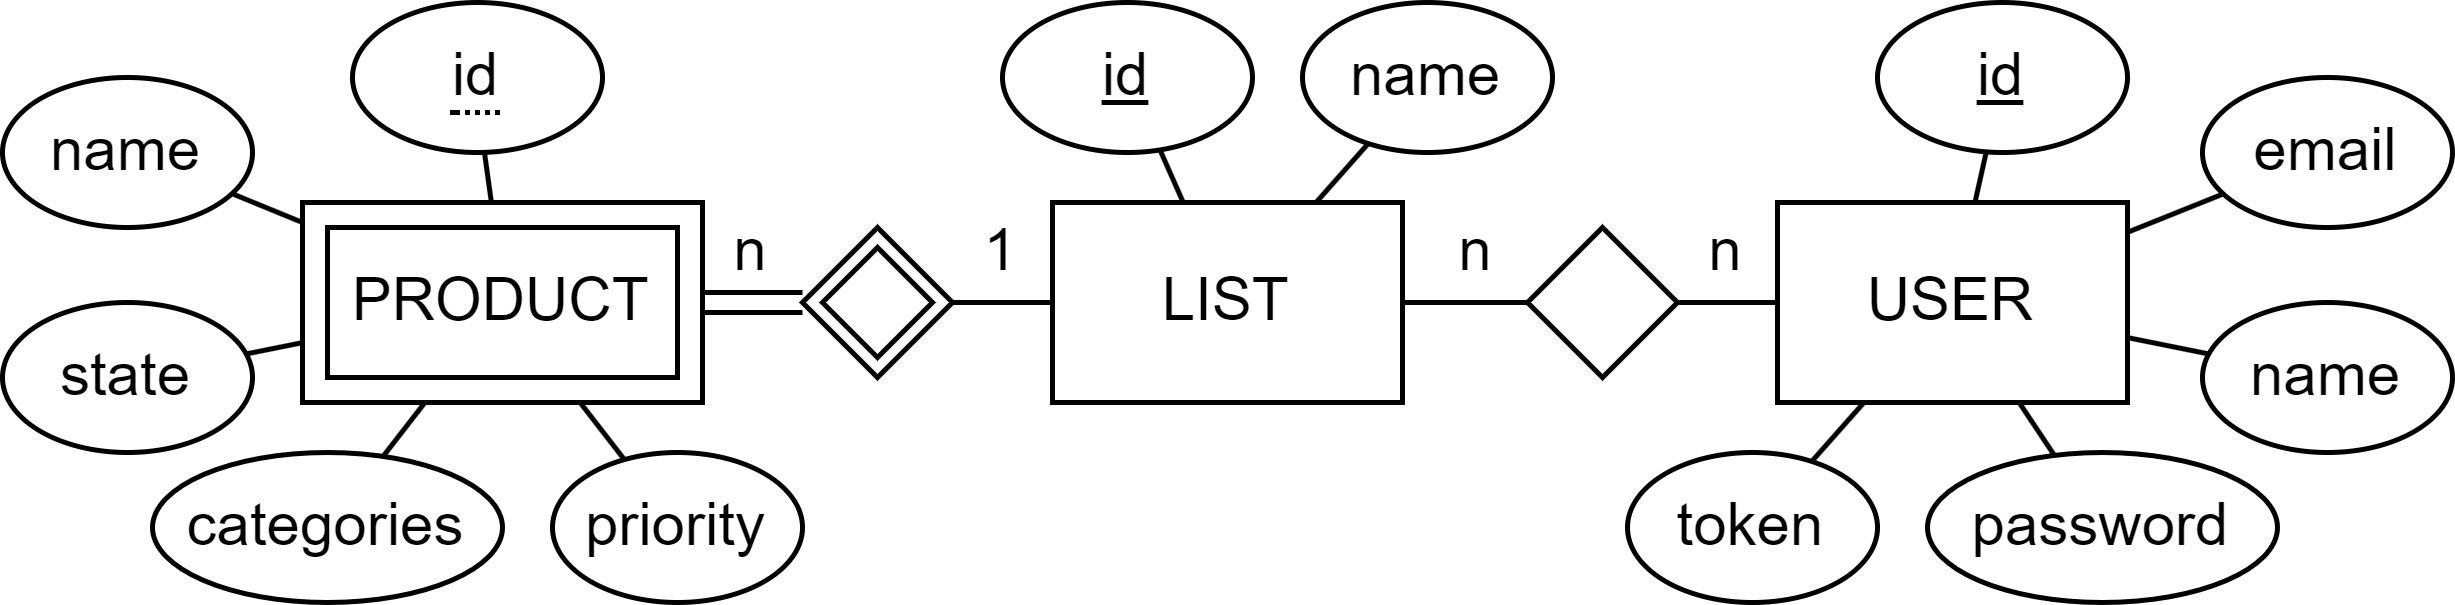 id
id
name
id
name
email
n
1
n
n
PRODUCT
LIST
USER
state
name
categories
priority
token
password